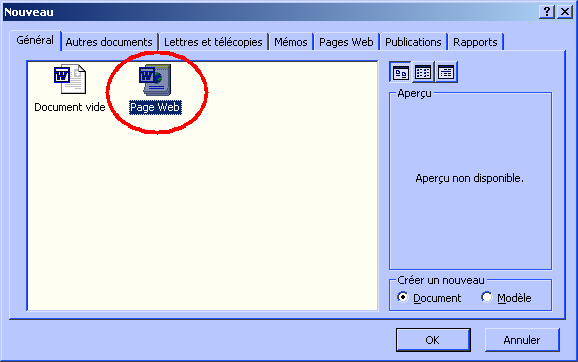 Nouveau
Général Autres documents Lettres et télécopies Mémos Pages Web Publications Rapports
Document vide Page Web
Aperçu
Aperçu non disponible.
Créer un nouveau
Document Modèle
OK Annuler